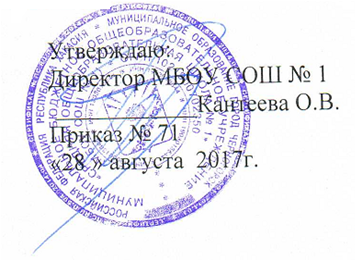 Утверждаю:
Директор МБОУ СОШ № 1
Кантеева О.В.
Приказ № 71
«28 » августа 2017г.